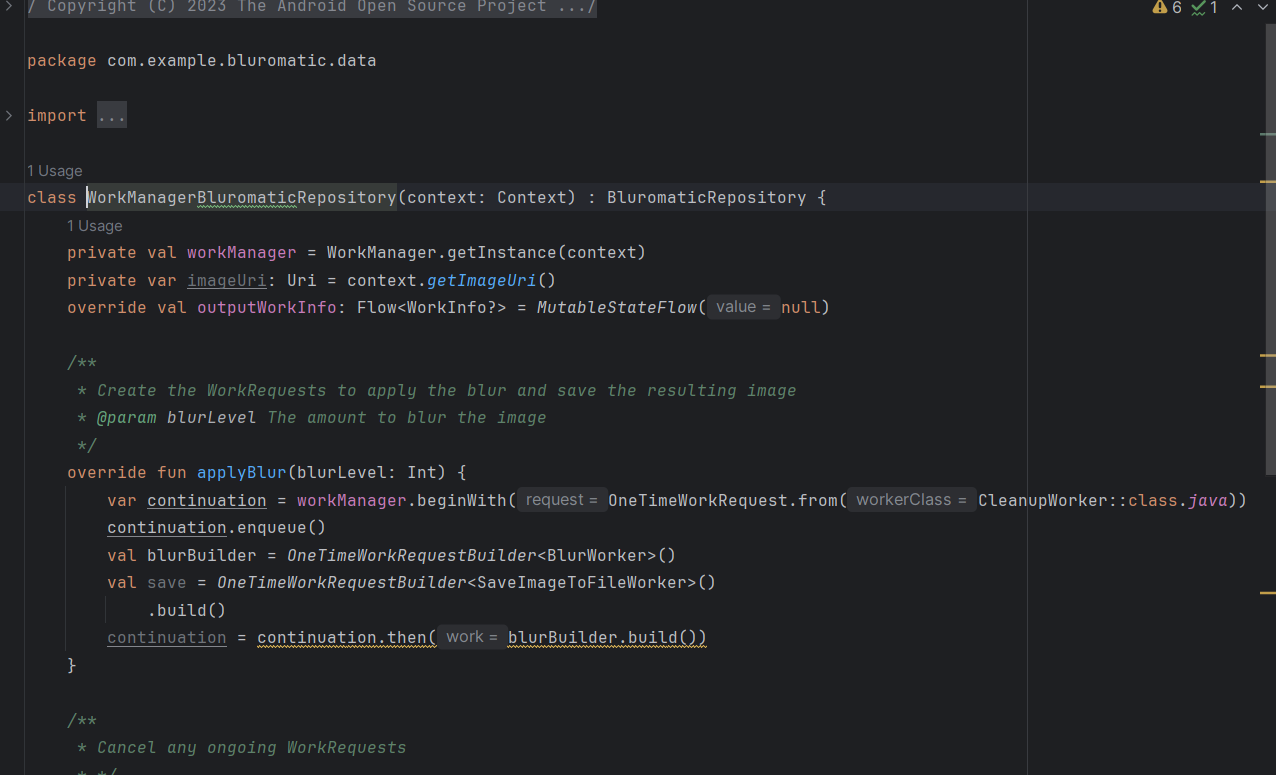 / Copyright (C) 2023 The Android Open Source Project .../
6 1
package com.example.bluromatic.data
import ...
1 Usage
class WorkManagerBluromaticRepository(context: Context) : BluromaticRepository {
1 Usage
private val workManager = WorkManager.getInstance(context)
private var imageUri: Uri = context.getImageUri()
override val outputWorkInfo: Flow<WorkInfo?> = MutableStateFlow( value = null)
/**
* Create the WorkRequests to apply the blur and save the resulting image
* @param blurLevel The amount to blur the image
*/
override fun applyBlur(blurLevel: Int) {
var continuation = workManager.beginWith( request = OneTimeWorkRequest.from( workerClass = CleanupWorker::class.java))
continuation.enqueue()
val blurBuilder = OneTimeWorkRequestBuilder<BlurWorker>()
val save = OneTimeWorkRequestBuilder<SaveImageToFileWorker>()
.build()
continuation = continuation.then( work = blurBuilder.build())
}
/**
* Cancel any ongoing WorkRequests
* */